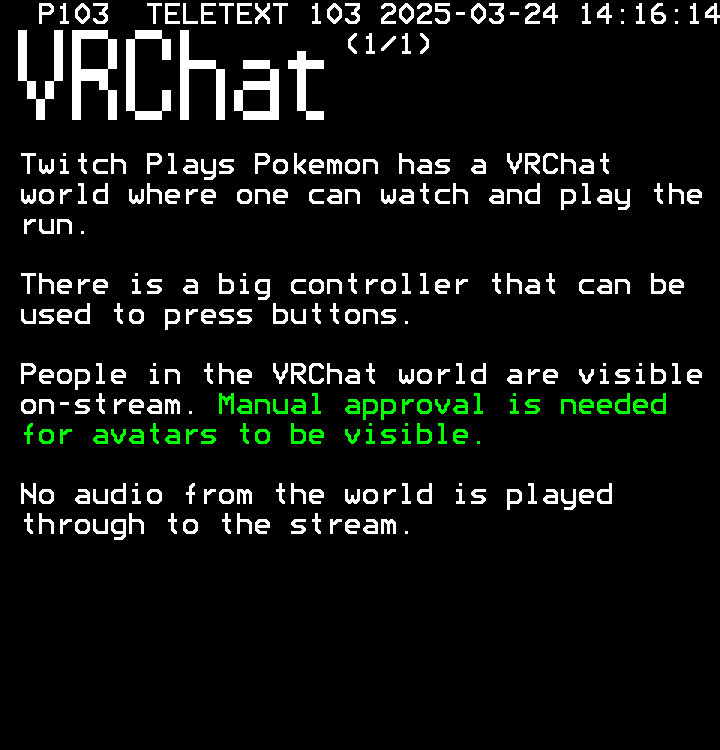 P103 TELETEXT 103 2025-03-24 14:16:14
VRChat (1/1)
Twitch Plays Pokemon has a VRChat
world where one can watch and play the
run.
There is a big controller that can be
used to press buttons.
People in the VRChat world are visible
on-stream. Manual approval is needed
for avatars to be visible.
No audio from the world is played
through to the stream.